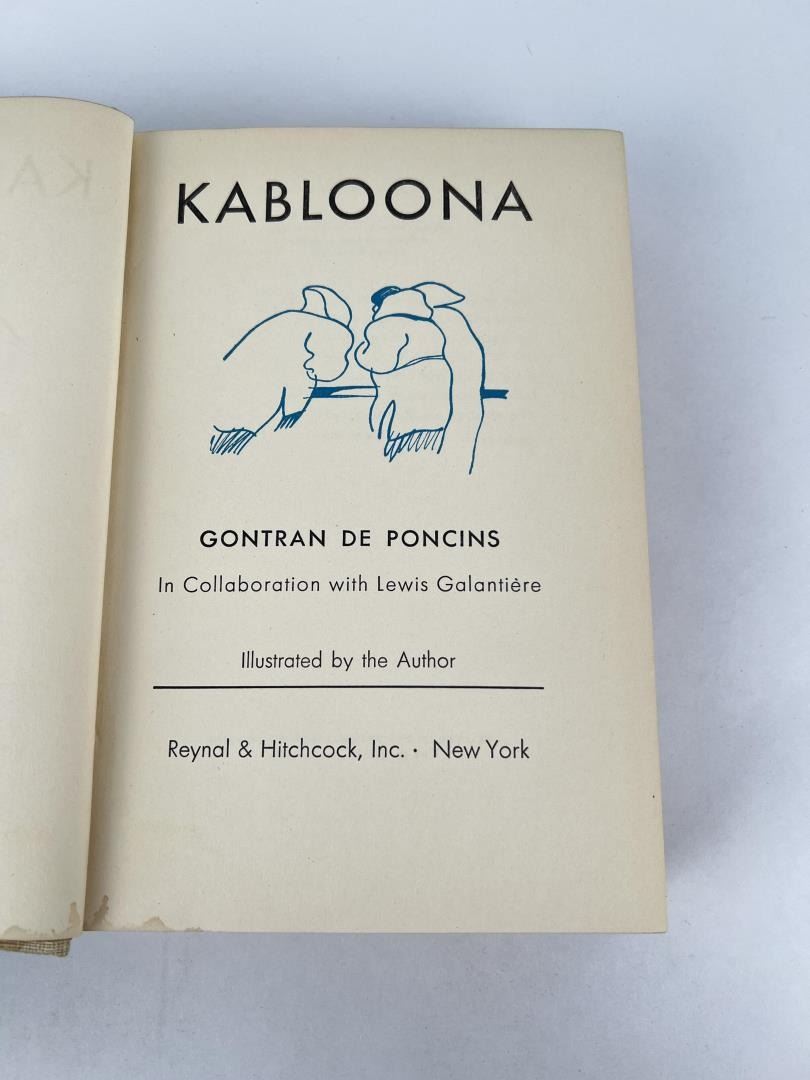 KABLOONA
GONTRAN DE PONCINS
In Collaboration with Lewis Galantière
Illustrated by the Author
Reynal & Hitchcock, Inc. · New York